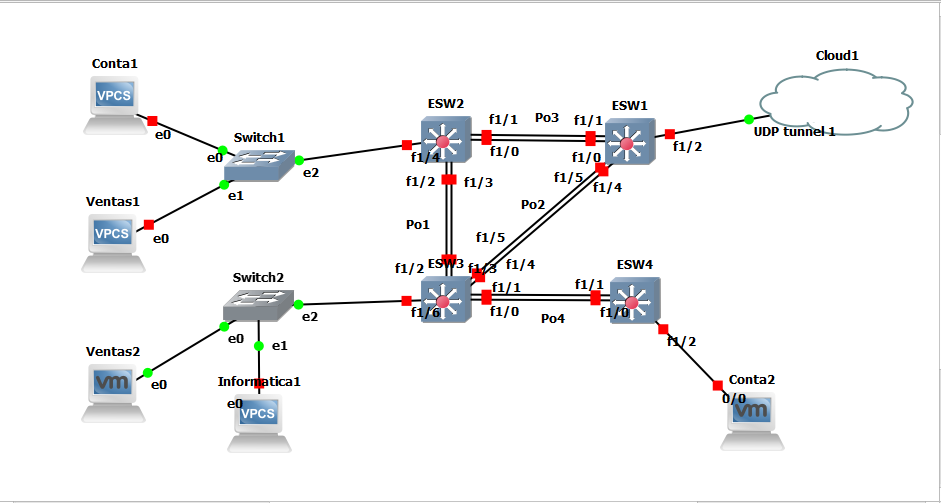 Cloud1
Conta1
VPCS
e0
ESW2
f1/1
Po3
f1/1
ESW1
UDP tunnel 1
Switch1
e0
e2
f1/4
f1/0
f1/0
f1/2
e1
f1/2
f1/3
f1/5
f1/4
Ventas1
VPCS
e0
Po1
Po2
f1/5
f1/2
ESW3
f1/3
f1/4
ESW4
Switch2
f1/1
f1/1
e2
f1/6
f1/0
Po4
f1/0
e0
e1
f1/2
Ventas2
vm
e0
Informatica1
e0
VPCS
Conta2
0/0
vm